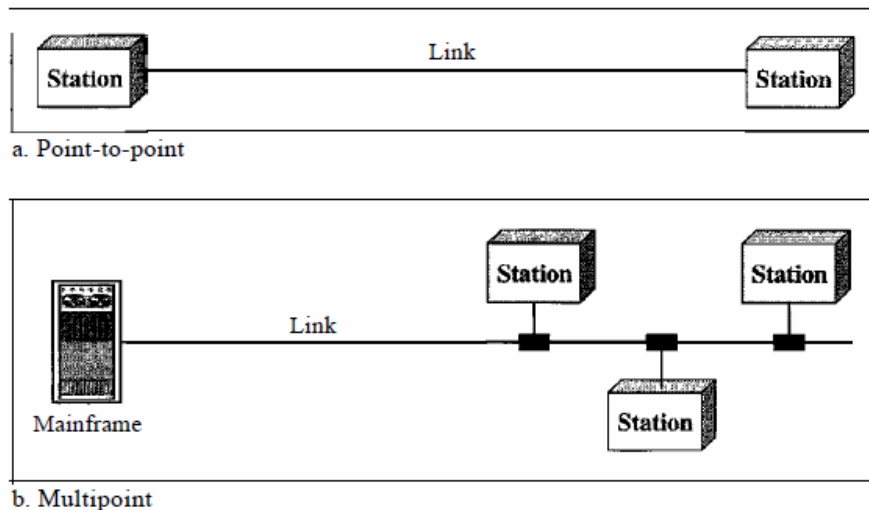 Link
Station
Station
a. Point-to-point
Station
Station
Link
Station
Mainframe
b. Multipoint